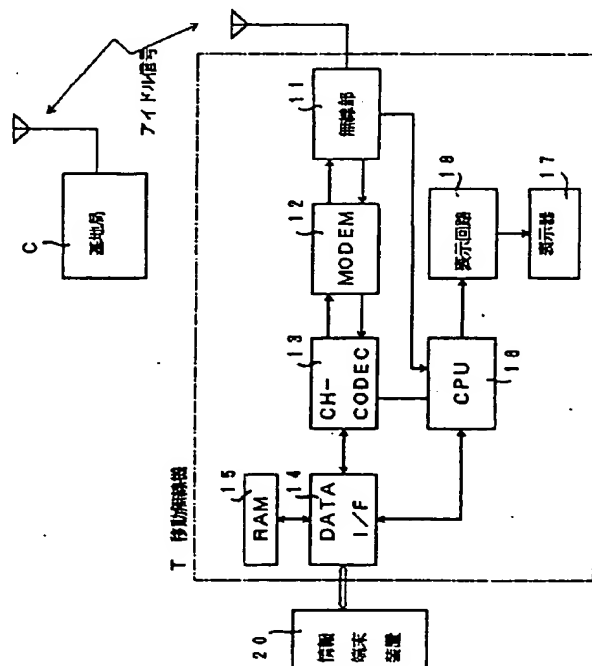 C
基地局
アイドル信号
T 移動無線機
11
無線部
12
MODEM
13
CH-
CODEC
14
DATA
I/F
15
RAM
16
CPU
18
表示回路
17
表示器
20
情報
端末
装置